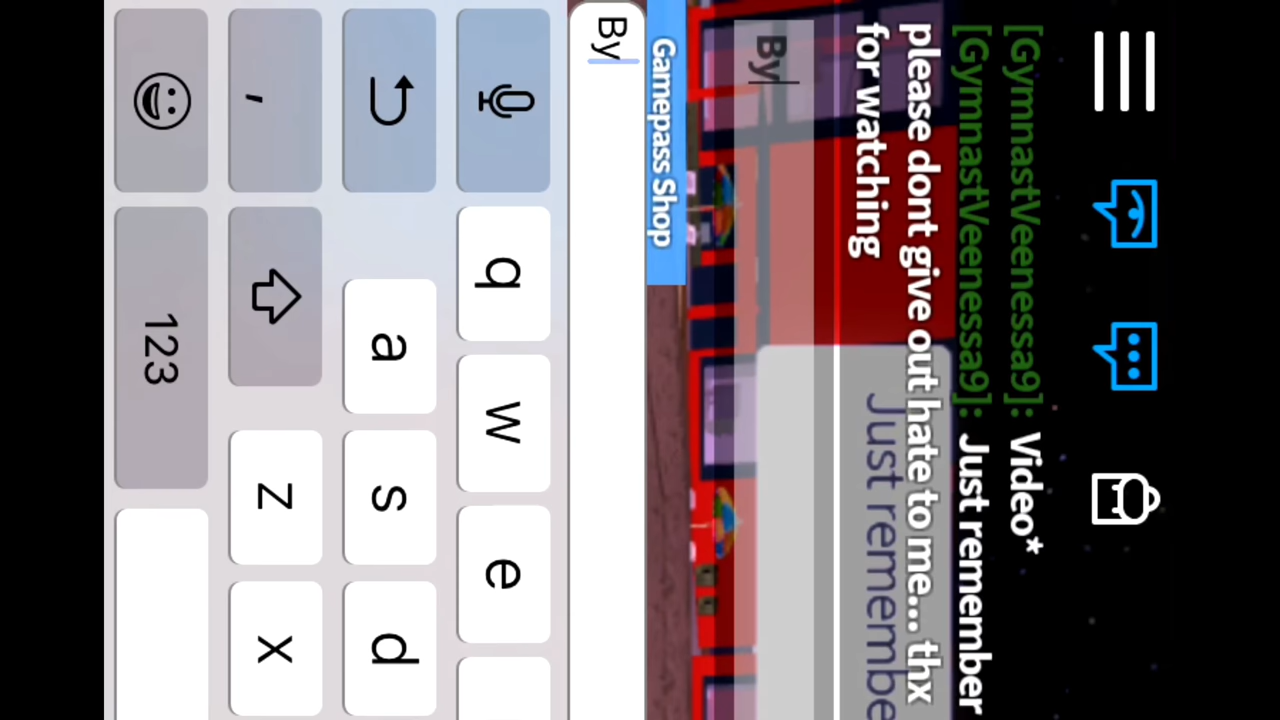 [GymnastVeenessa9]: Video*
[GymnastVeenessa9]: Just remember
please dont give out hate to me... thx
for watching
Just remembe
By
Gamepass Shop
By
q w e
a s d
z x
,
123